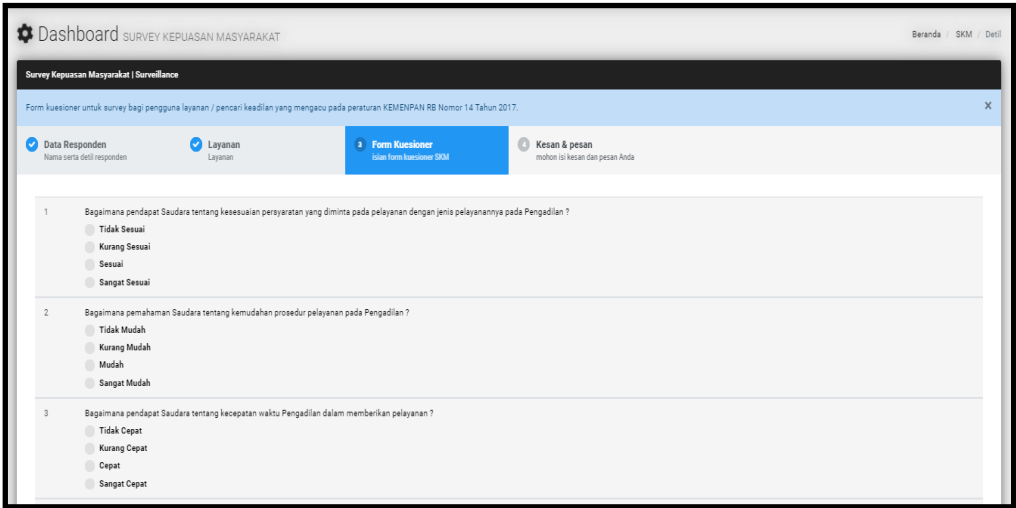 Dashboard SURVEY KEPUASAN MASYARAKAT
Beranda / SKM / Detil
Survey Kepuasan Masyarakat | Surveillance
Form kuesioner untuk survey bagi pengguna layanan / pencari keadilan yang mengacu pada peraturan KEMENPAN RB Nomor 14 Tahun 2017.
x
Data Responden
Nama serta detil responden
Layanan
Layanan
3 Form Kuesioner
isian form kuesioner SKM
4 Kesan & pesan
mohon isi kesan dan pesan Anda
1 Bagaimana pendapat Saudara tentang kesesuaian persyaratan yang diminta pada pelayanan dengan jenis pelayanannya pada Pengadilan ?
Tidak Sesuai
Kurang Sesuai
Sesuai
Sangat Sesuai
2 Bagaimana pemahaman Saudara tentang kemudahan prosedur pelayanan pada Pengadilan ?
Tidak Mudah
Kurang Mudah
Mudah
Sangat Mudah
3 Bagaimana pendapat Saudara tentang kecepatan waktu Pengadilan dalam memberikan pelayanan ?
Tidak Cepat
Kurang Cepat
Cepat
Sangat Cepat